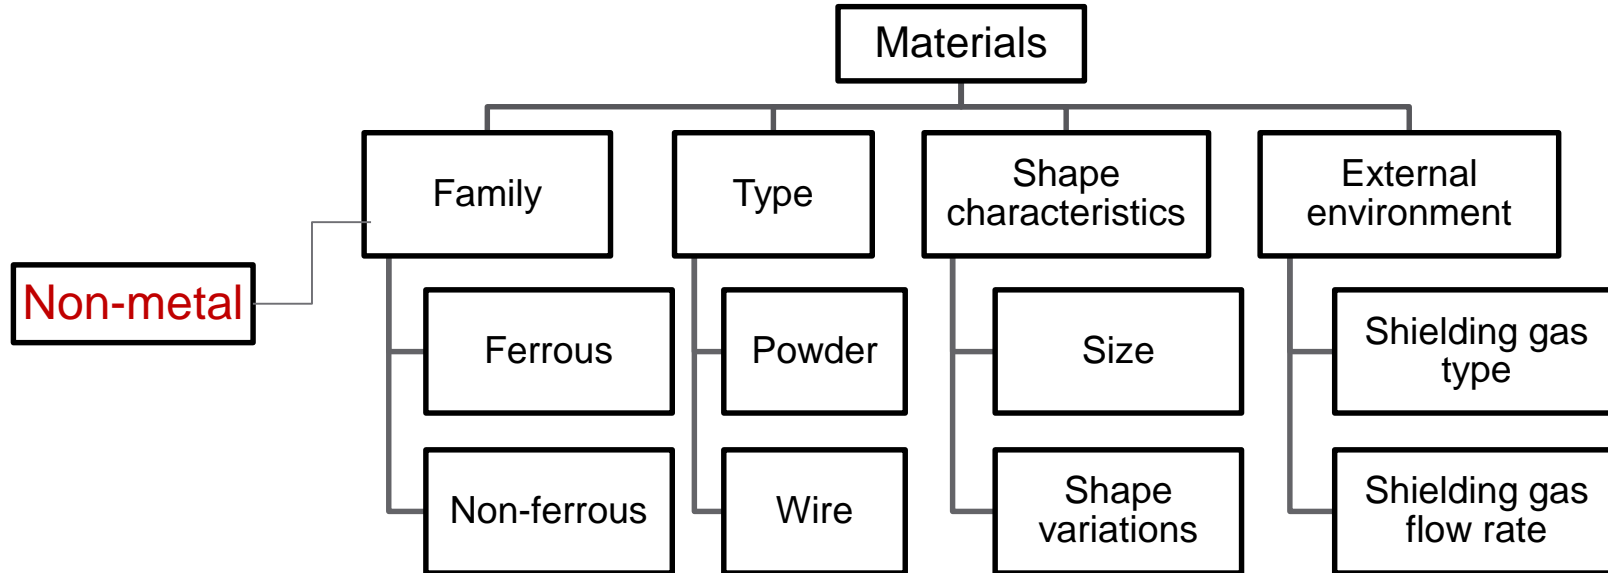 Materials
Family
Type
Shape
characteristics
External
environment
Non-metal
Ferrous
Powder
Size
Shielding gas
type
Non-ferrous
Wire
Shape
variations
Shielding gas
flow rate